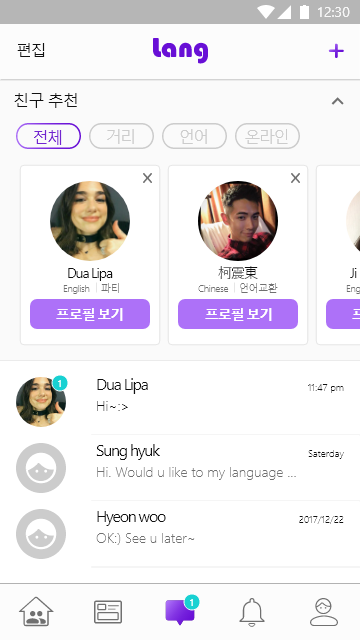 12:30
편집
Lang
친구 추천
전체
거리
언어
온라인
Dua Lipa
English 파티
프로필 보기
柯震東
Chinese 언어교환
프로필 보기
Ji
Eng
프
1
Dua Lipa
11:47 pm
Hi~:>
Sung hyuk
Saterday
Hi. Would u like to my language ...
Hyeon woo
2017/12/22
OK:) See u later~
1